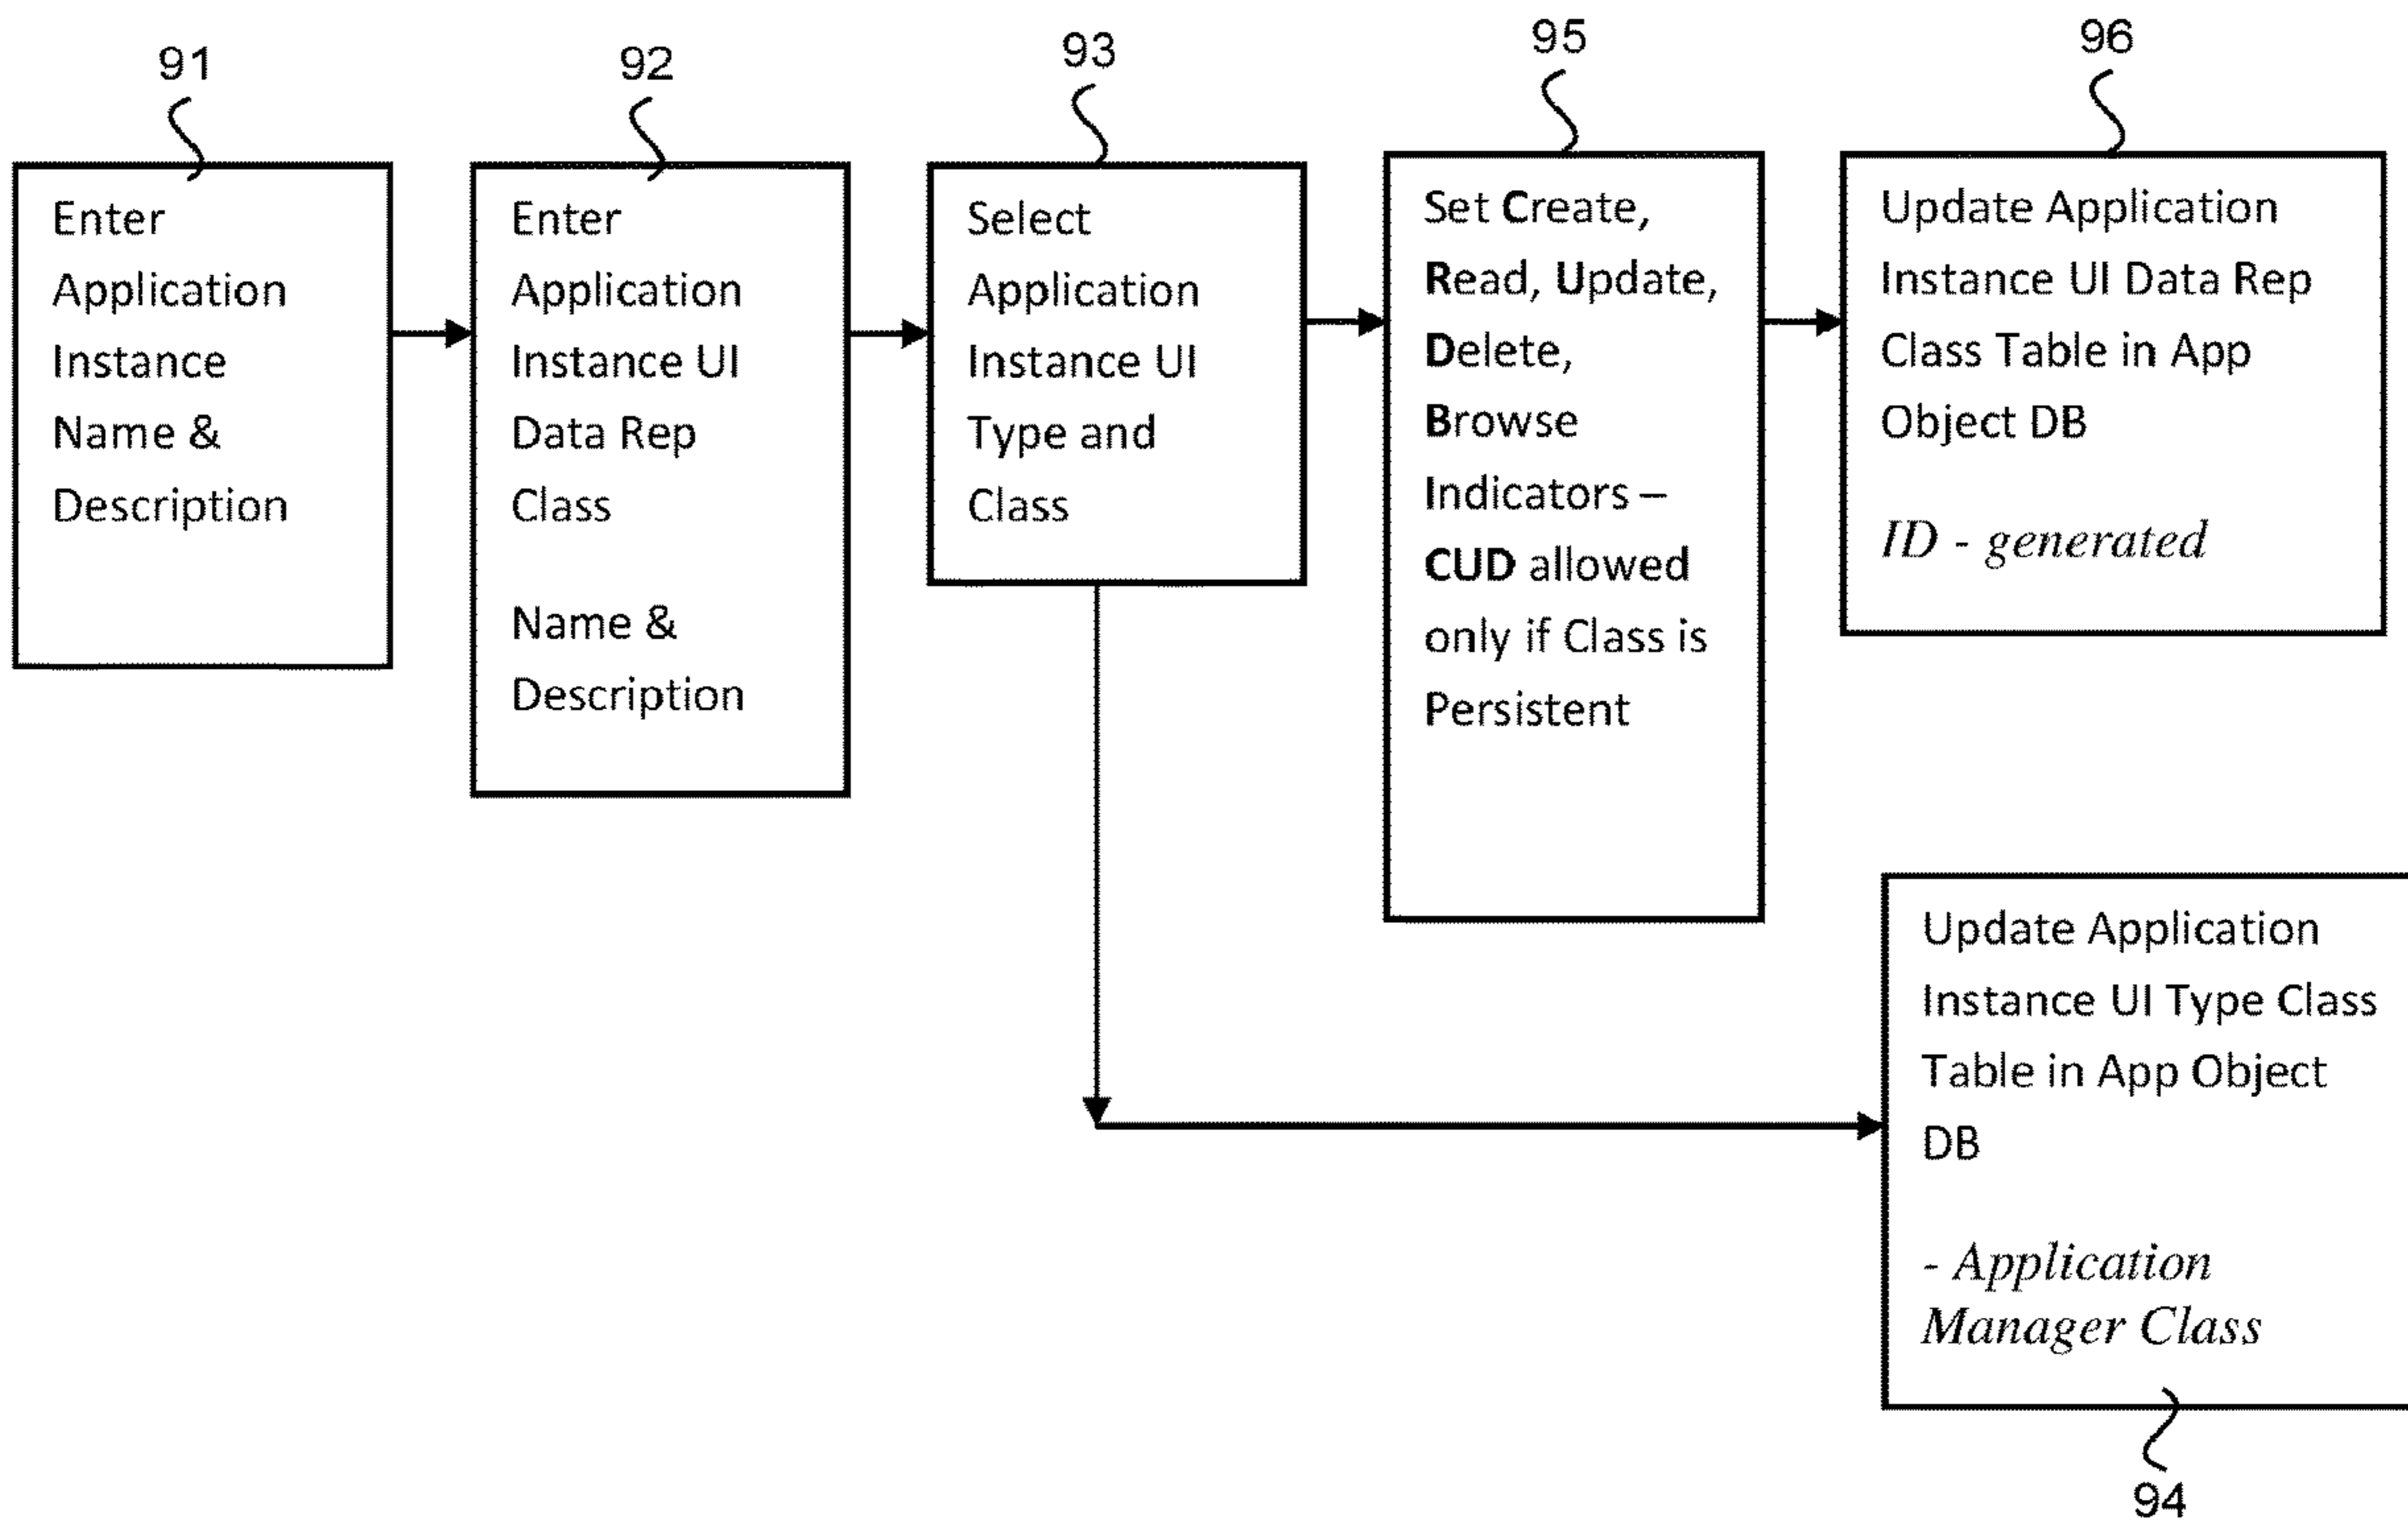 91
Enter
Application
Instance
Name &
Description
92
Enter
Application
Instance UI
Data Rep
Class
Name &
Description
93
Select
Application
Instance UI
Type and
Class
95
Set Create,
Read, Update,
Delete,
Browse
Indicators –
CUD allowed
only if Class is
Persistent
96
Update Application
Instance UI Data Rep
Class Table in App
Object DB
ID - generated
Update Application
Instance UI Type Class
Table in App Object
DB
- Application
Manager Class
94